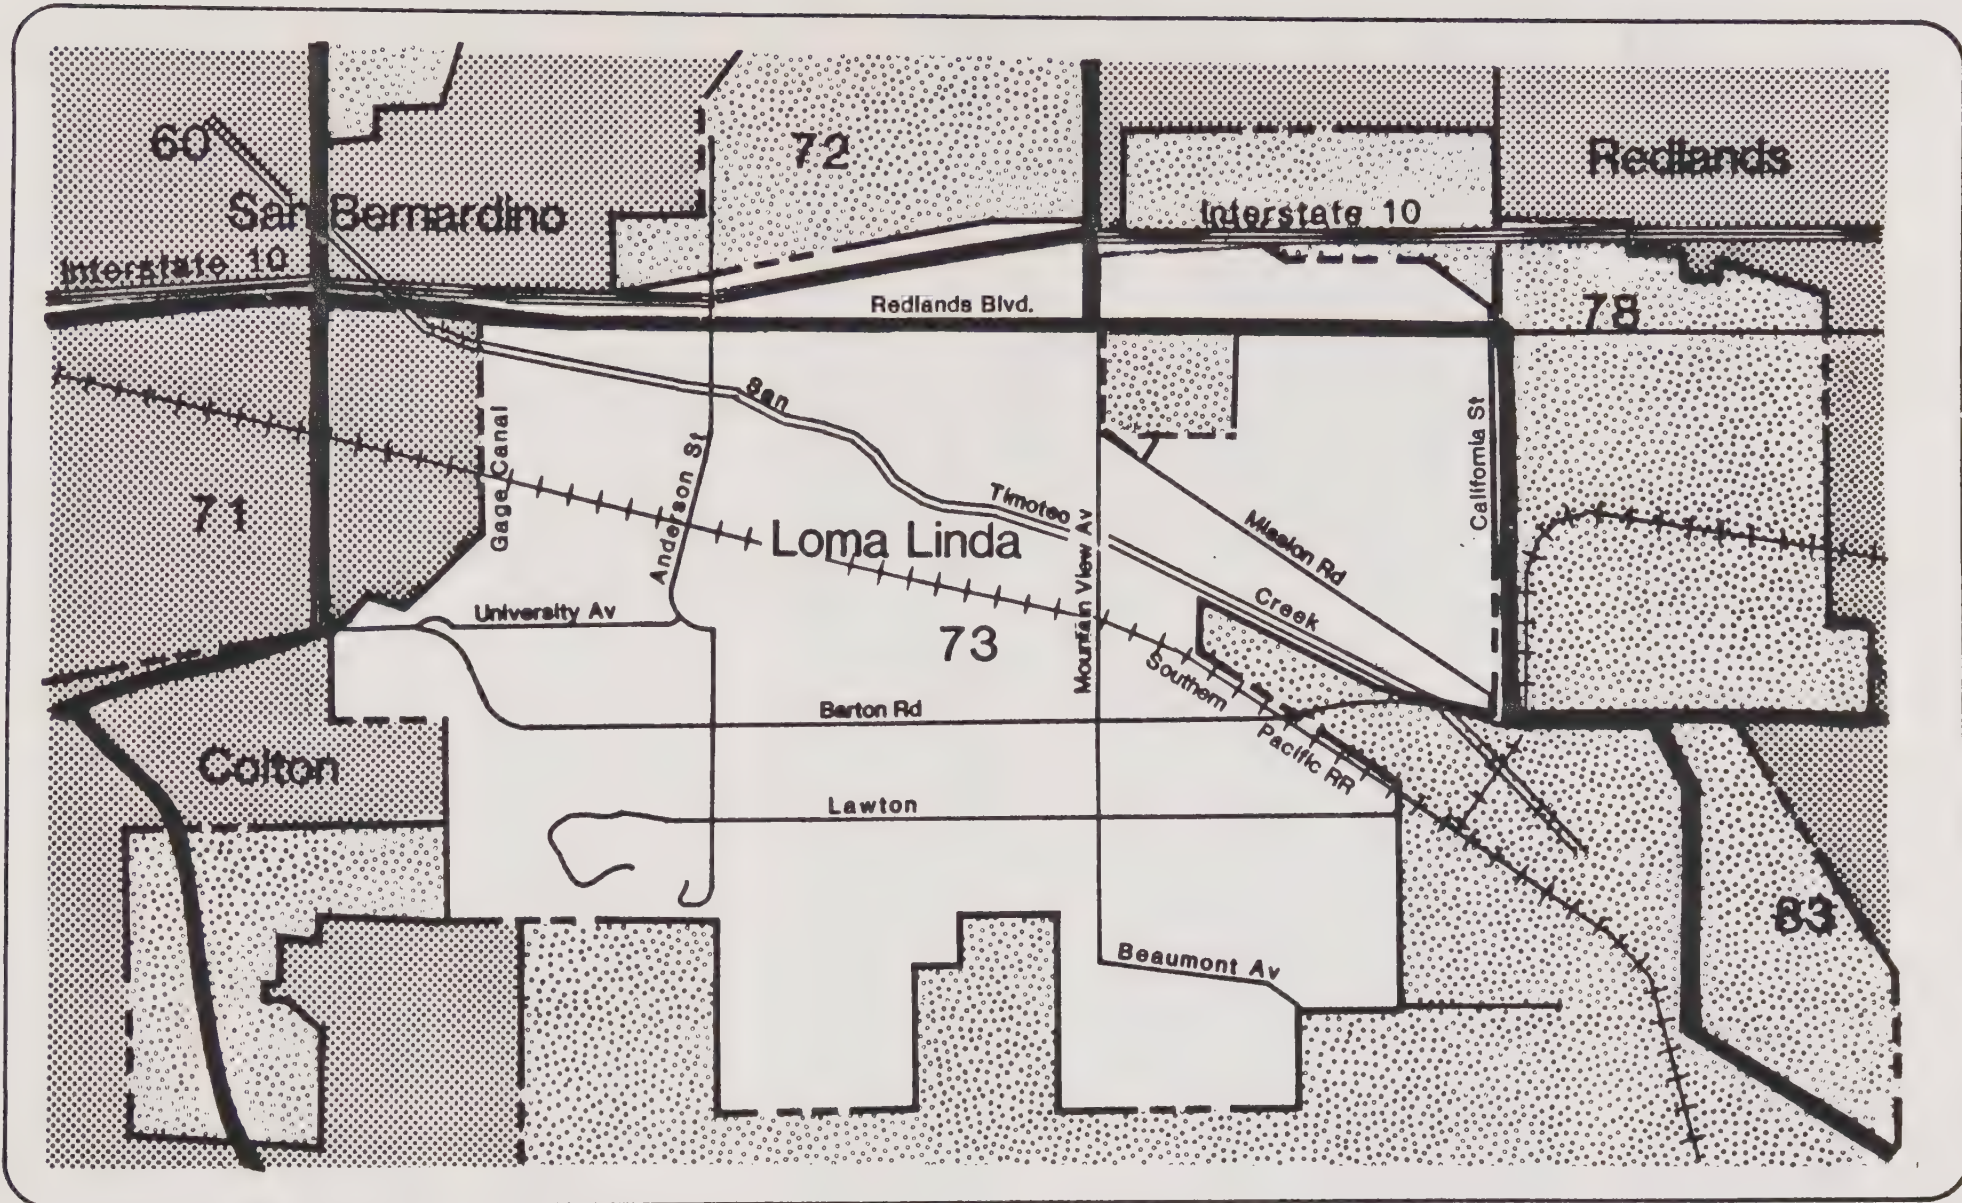 60
72
Redlands
San Bernardino
Interstate 10
Interstate 10
Redlands Blvd.
78
San
Gage Canal
Anderson St
California St
71
Timoteo
Loma Linda
Mountain View Av
Mission Rd
Creek
University Av
73
Southern
Barton Rd
Pacific RR
Colton
Lawton
83
Beaumont Av